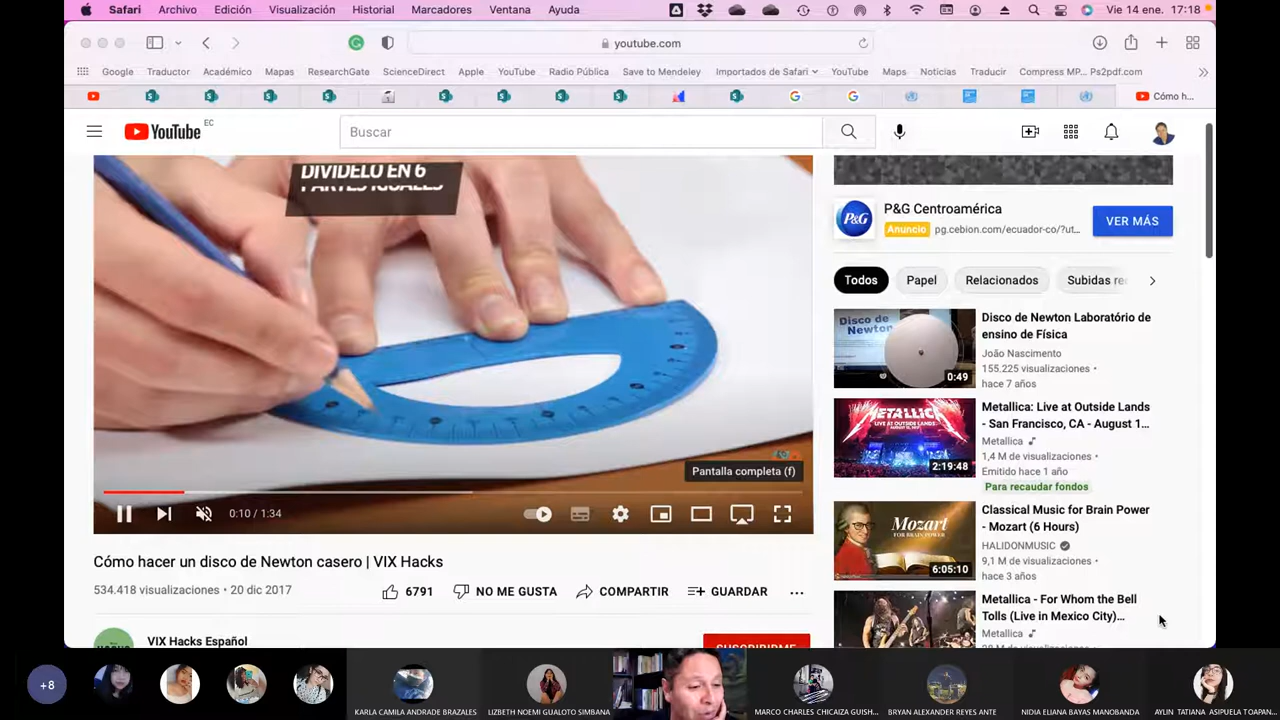 Safari Archivo Edición Visualización Historial Marcadores Ventana Ayuda Vie 14 ene. 17:18
youtube.com
Google Traductor Académico Mapas ResearchGate ScienceDirect Apple YouTube Radio Pública Save to Mendeley Importados de Safari YouTube Maps Noticias Traducir Compress MP... Ps2pdf.com
Cómo h...
YouTube EC
Buscar
DIVÍDELO EN 6
PARTES IGUALES
P&G
P&G Centroamérica
Anuncio pg.cebion.com/ecuador-co/?ut...
VER MÁS
Todos Papel Relacionados Subidas rec
Disco de Newton
Disco de Newton Laboratório de
ensino de Física
João Nascimento
155.225 visualizaciones •
hace 7 años
0:49
METALLICA
Metallica: Live at Outside Lands
- San Francisco, CA - August 1...
Metallica
1,4 M de visualizaciones •
Emitido hace 1 año
Para recaudar fondos
2:19:48
Pantalla completa (f)
0:10 / 1:34
Mozart
FOR BRAIN POWER
Classical Music for Brain Power
- Mozart (6 Hours)
HALIDONMUSIC
9,1 M de visualizaciones •
hace 3 años
6:05:10
Cómo hacer un disco de Newton casero | VIX Hacks
534.418 visualizaciones • 20 dic 2017
6791 NO ME GUSTA COMPARTIR GUARDAR ...
Metallica - For Whom the Bell
Tolls (Live in Mexico City)...
Metallica
VIX Hacks Español
SUSCRIBIRME
+8
KARLA CAMILA ANDRADE BRAZALES
LIZBETH NOEMI GUALOTO SIMBANA
MARCO CHARLES CHICAIZA GUISH...
BRYAN ALEXANDER REYES ANTE
NIDIA ELIANA BAYAS MANOBANDA
AYLIN TATIANA ASIPUELA TOAPAN...